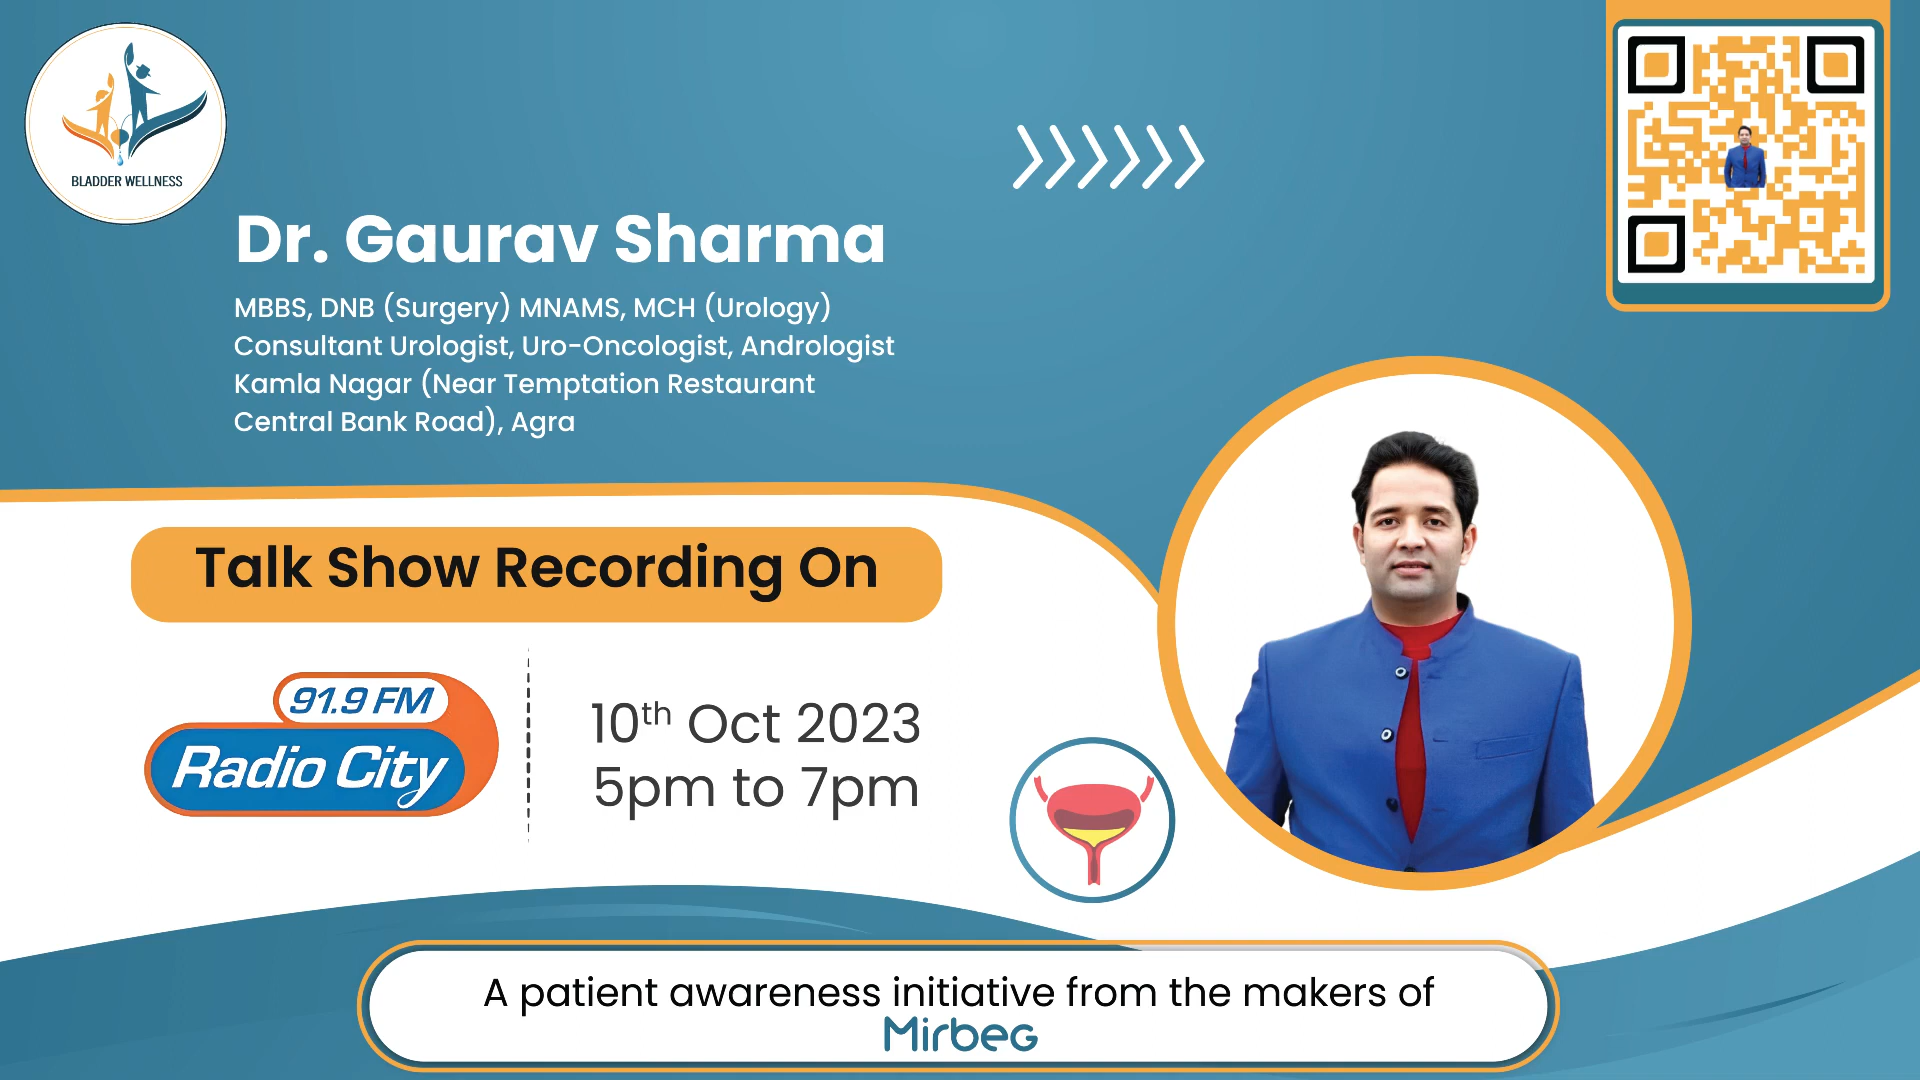 BLADDER WELLNESS
Dr. Gaurav Sharma
MBBS, DNB (Surgery) MNAMS, MCH (Urology)
Consultant Urologist, Uro-Oncologist, Andrologist
Kamla Nagar (Near Temptation Restaurant
Central Bank Road), Agra
Talk Show Recording On
91.9 FM
Radio City
10th Oct 2023
5pm to 7pm
A patient awareness initiative from the makers of
Mirbeg